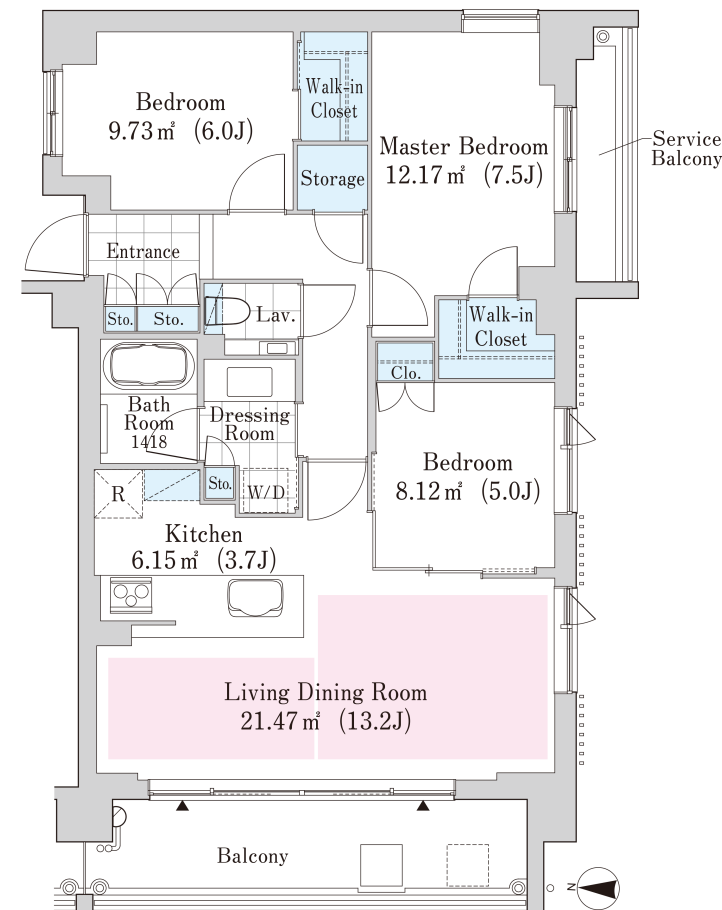 Bedroom
9.73㎡ (6.0J)
Walk-in
Closet
Storage
Master Bedroom
12.17㎡ (7.5J)
Service
Balcony
Entrance
Sto.
Sto.
Lav.
Walk-in
Closet
Clo.
Bath
Room
1418
Dressing
Room
Sto.
W/D
Bedroom
8.12㎡ (5.0J)
R
Kitchen
6.15㎡ (3.7J)
Living Dining Room
21.47㎡ (13.2J)
Balcony
N